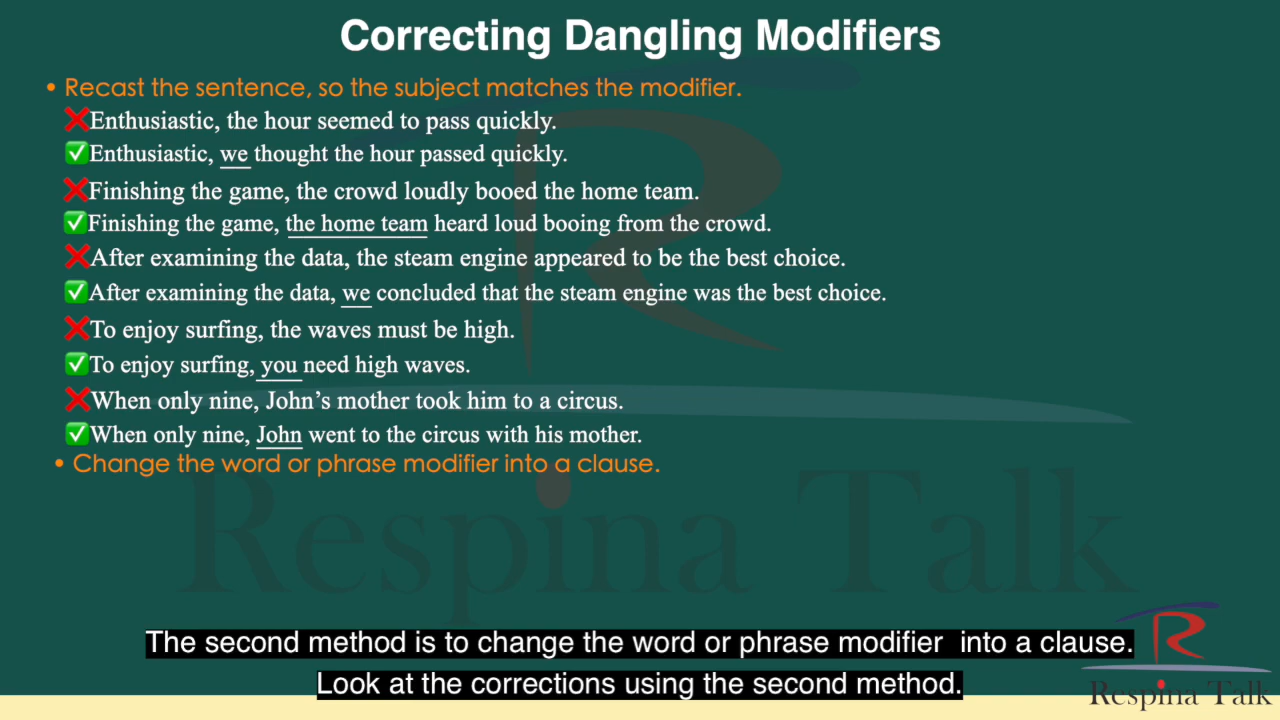 Correcting Dangling Modifiers
• Recast the sentence, so the subject matches the modifier.
❌Enthusiastic, the hour seemed to pass quickly.
✅Enthusiastic, we thought the hour passed quickly.
❌Finishing the game, the crowd loudly booed the home team.
✅Finishing the game, the home team heard loud booing from the crowd.
❌After examining the data, the steam engine appeared to be the best choice.
✅After examining the data, we concluded that the steam engine was the best choice.
❌To enjoy surfing, the waves must be high.
✅To enjoy surfing, you need high waves.
❌When only nine, John’s mother took him to a circus.
✅When only nine, John went to the circus with his mother.
• Change the word or phrase modifier into a clause.
Respina Talk
The second method is to change the word or phrase modifier into a clause.
Look at the corrections using the second method.
Respina Talk